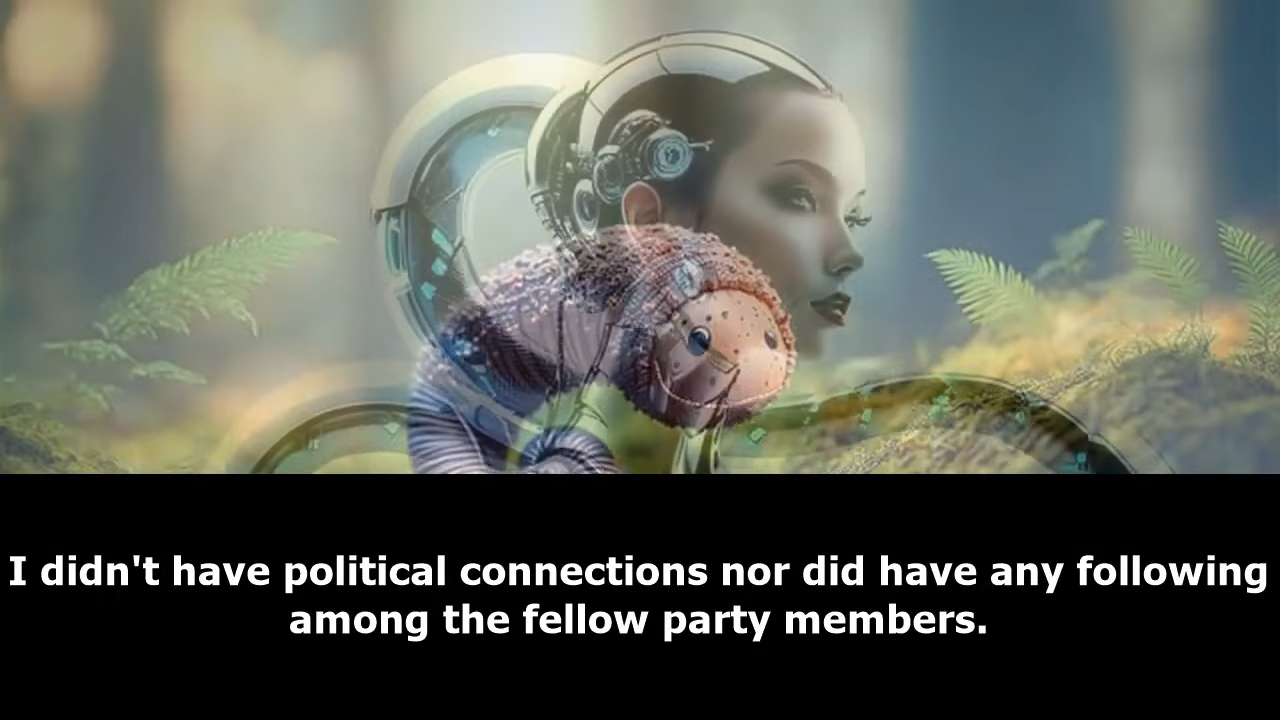 I didn't have political connections nor did have any following
among the fellow party members.